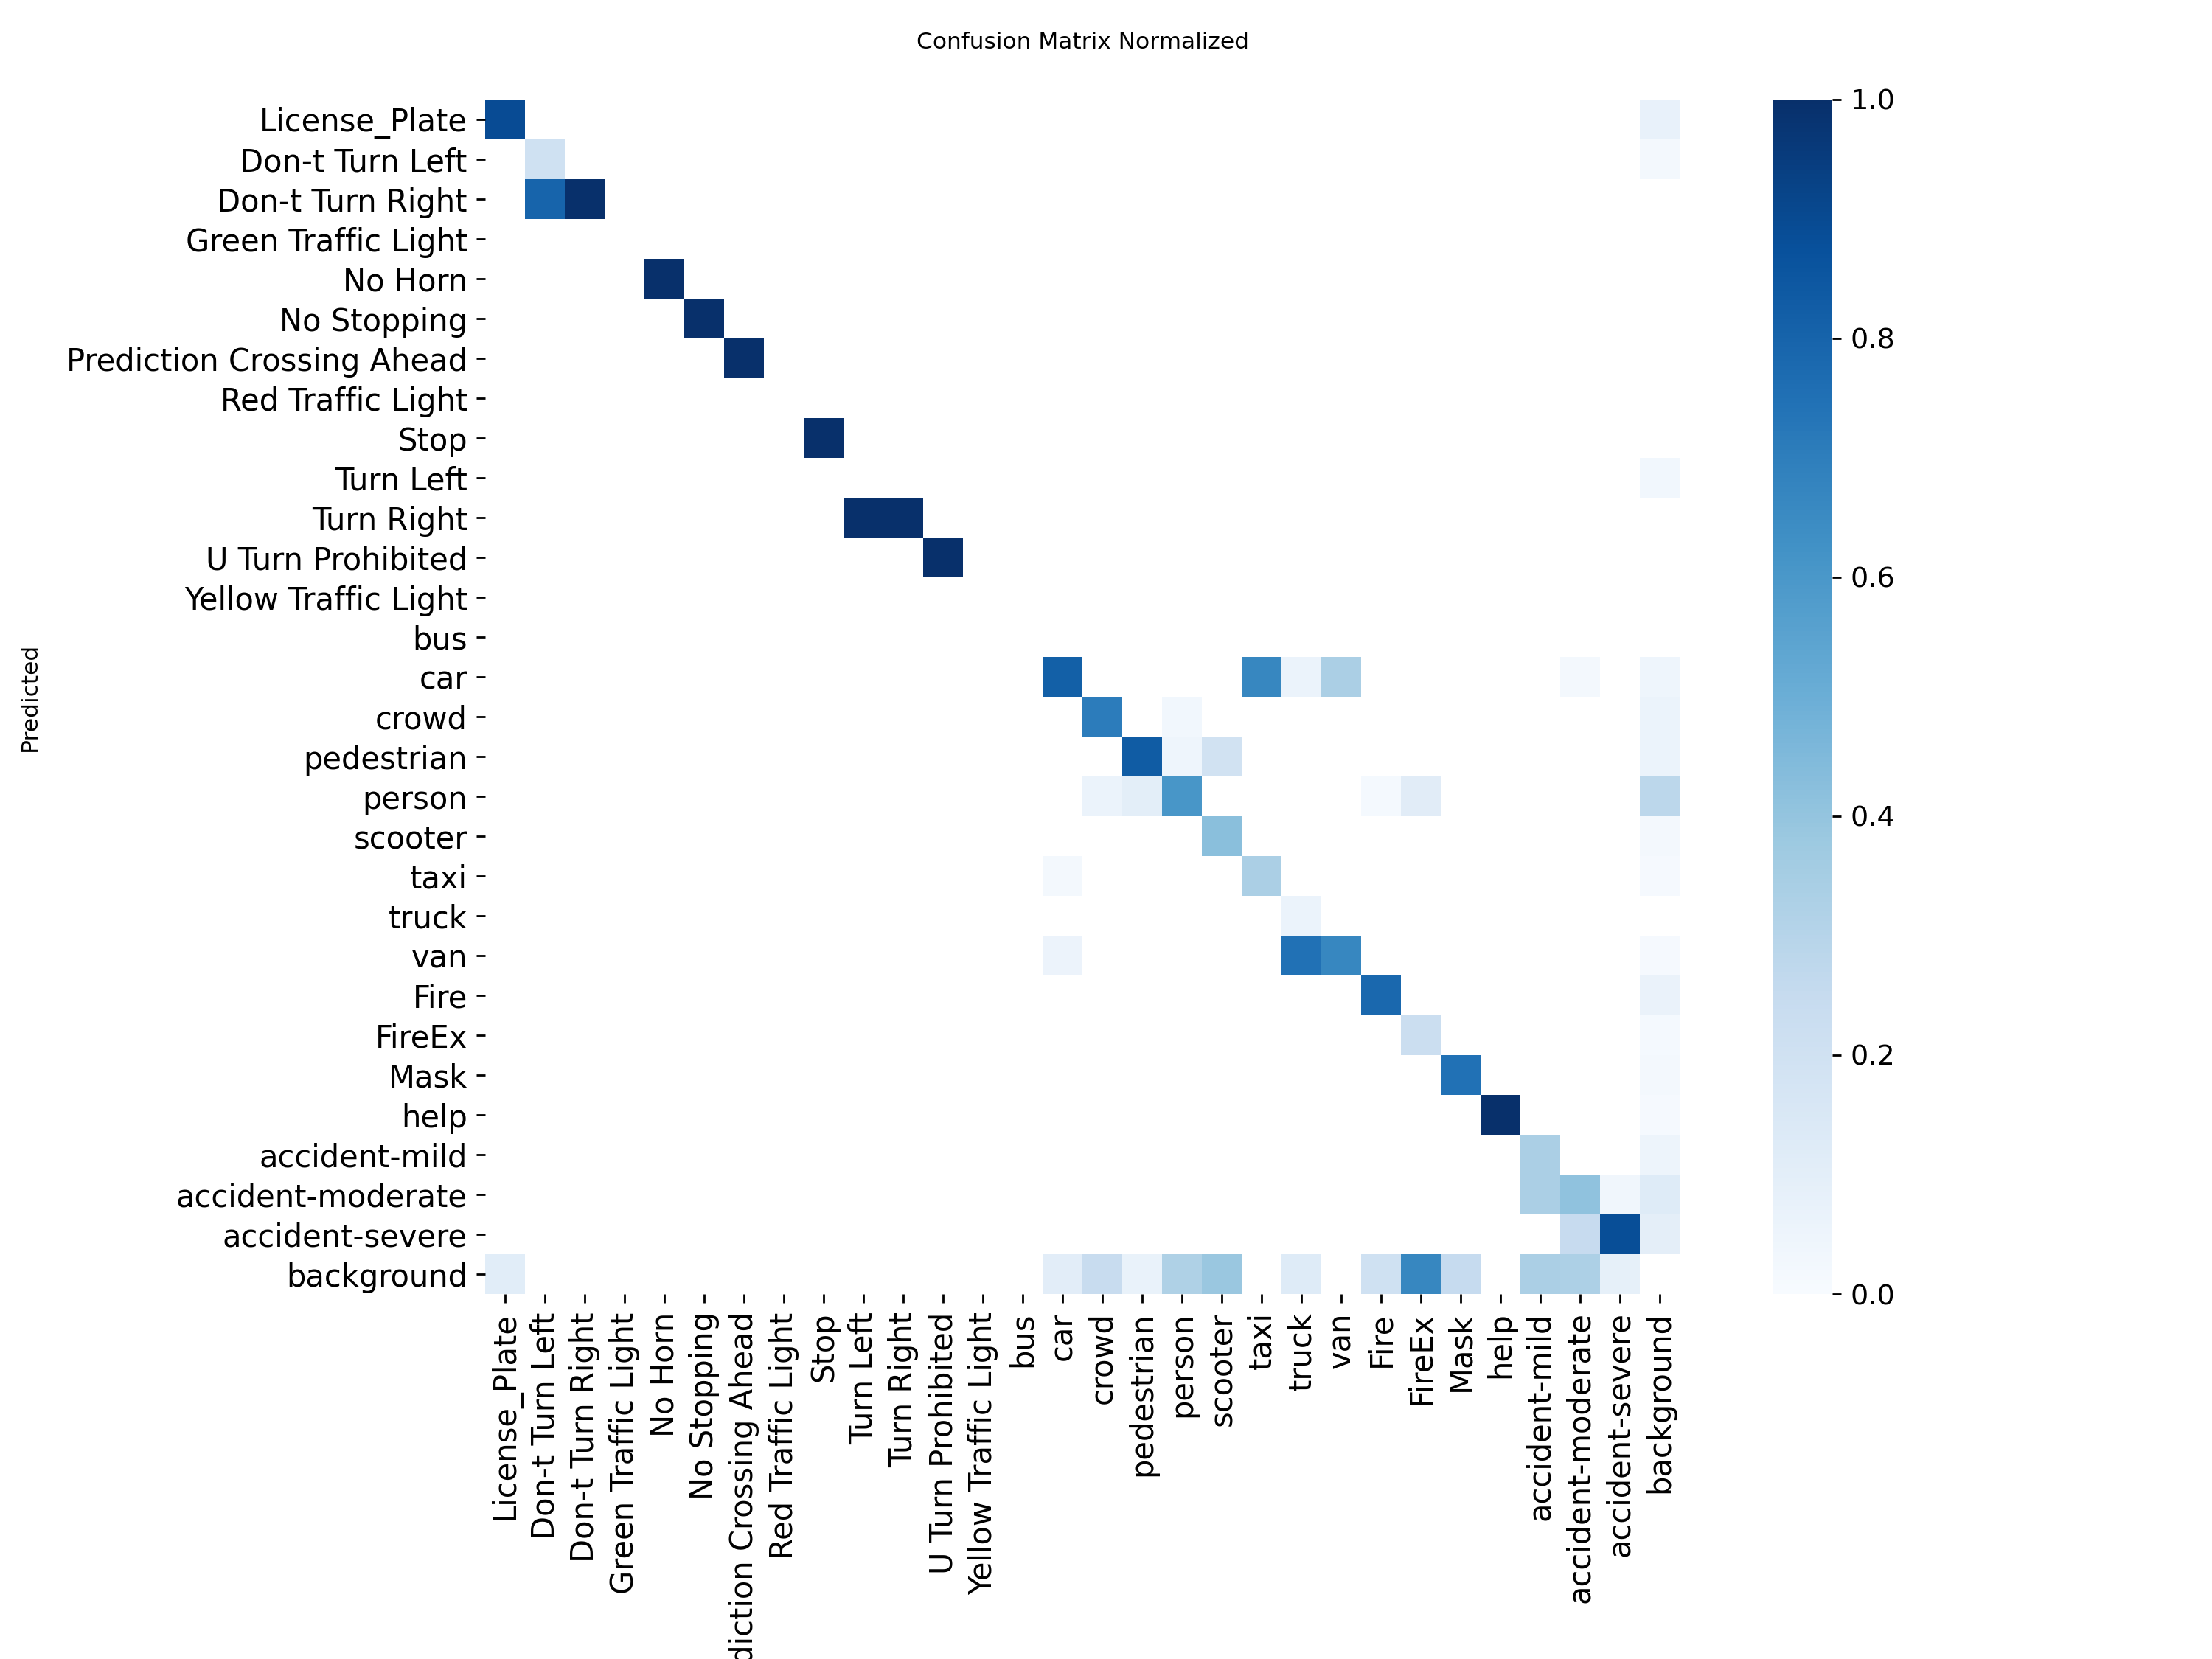 Confusion Matrix Normalized
License_Plate
Don-t Turn Left
Don-t Turn Right
Green Traffic Light
No Horn
No Stopping
Prediction Crossing Ahead
Red Traffic Light
Stop
Turn Left
Turn Right
U Turn Prohibited
Yellow Traffic Light
bus
car
crowd
pedestrian
person
scooter
taxi
truck
van
Fire
FireEx
Mask
help
accident-mild
accident-moderate
accident-severe
background
Predicted
License_Plate
Don-t Turn Left
Don-t Turn Right
Green Traffic Light
No Horn
No Stopping
diction Crossing Ahead
Red Traffic Light
Stop
Turn Left
Turn Right
U Turn Prohibited
Yellow Traffic Light
bus
car
crowd
pedestrian
person
scooter
taxi
truck
van
Fire
FireEx
Mask
help
accident-mild
accident-moderate
accident-severe
background
1.0
0.8
0.6
0.4
0.2
0.0